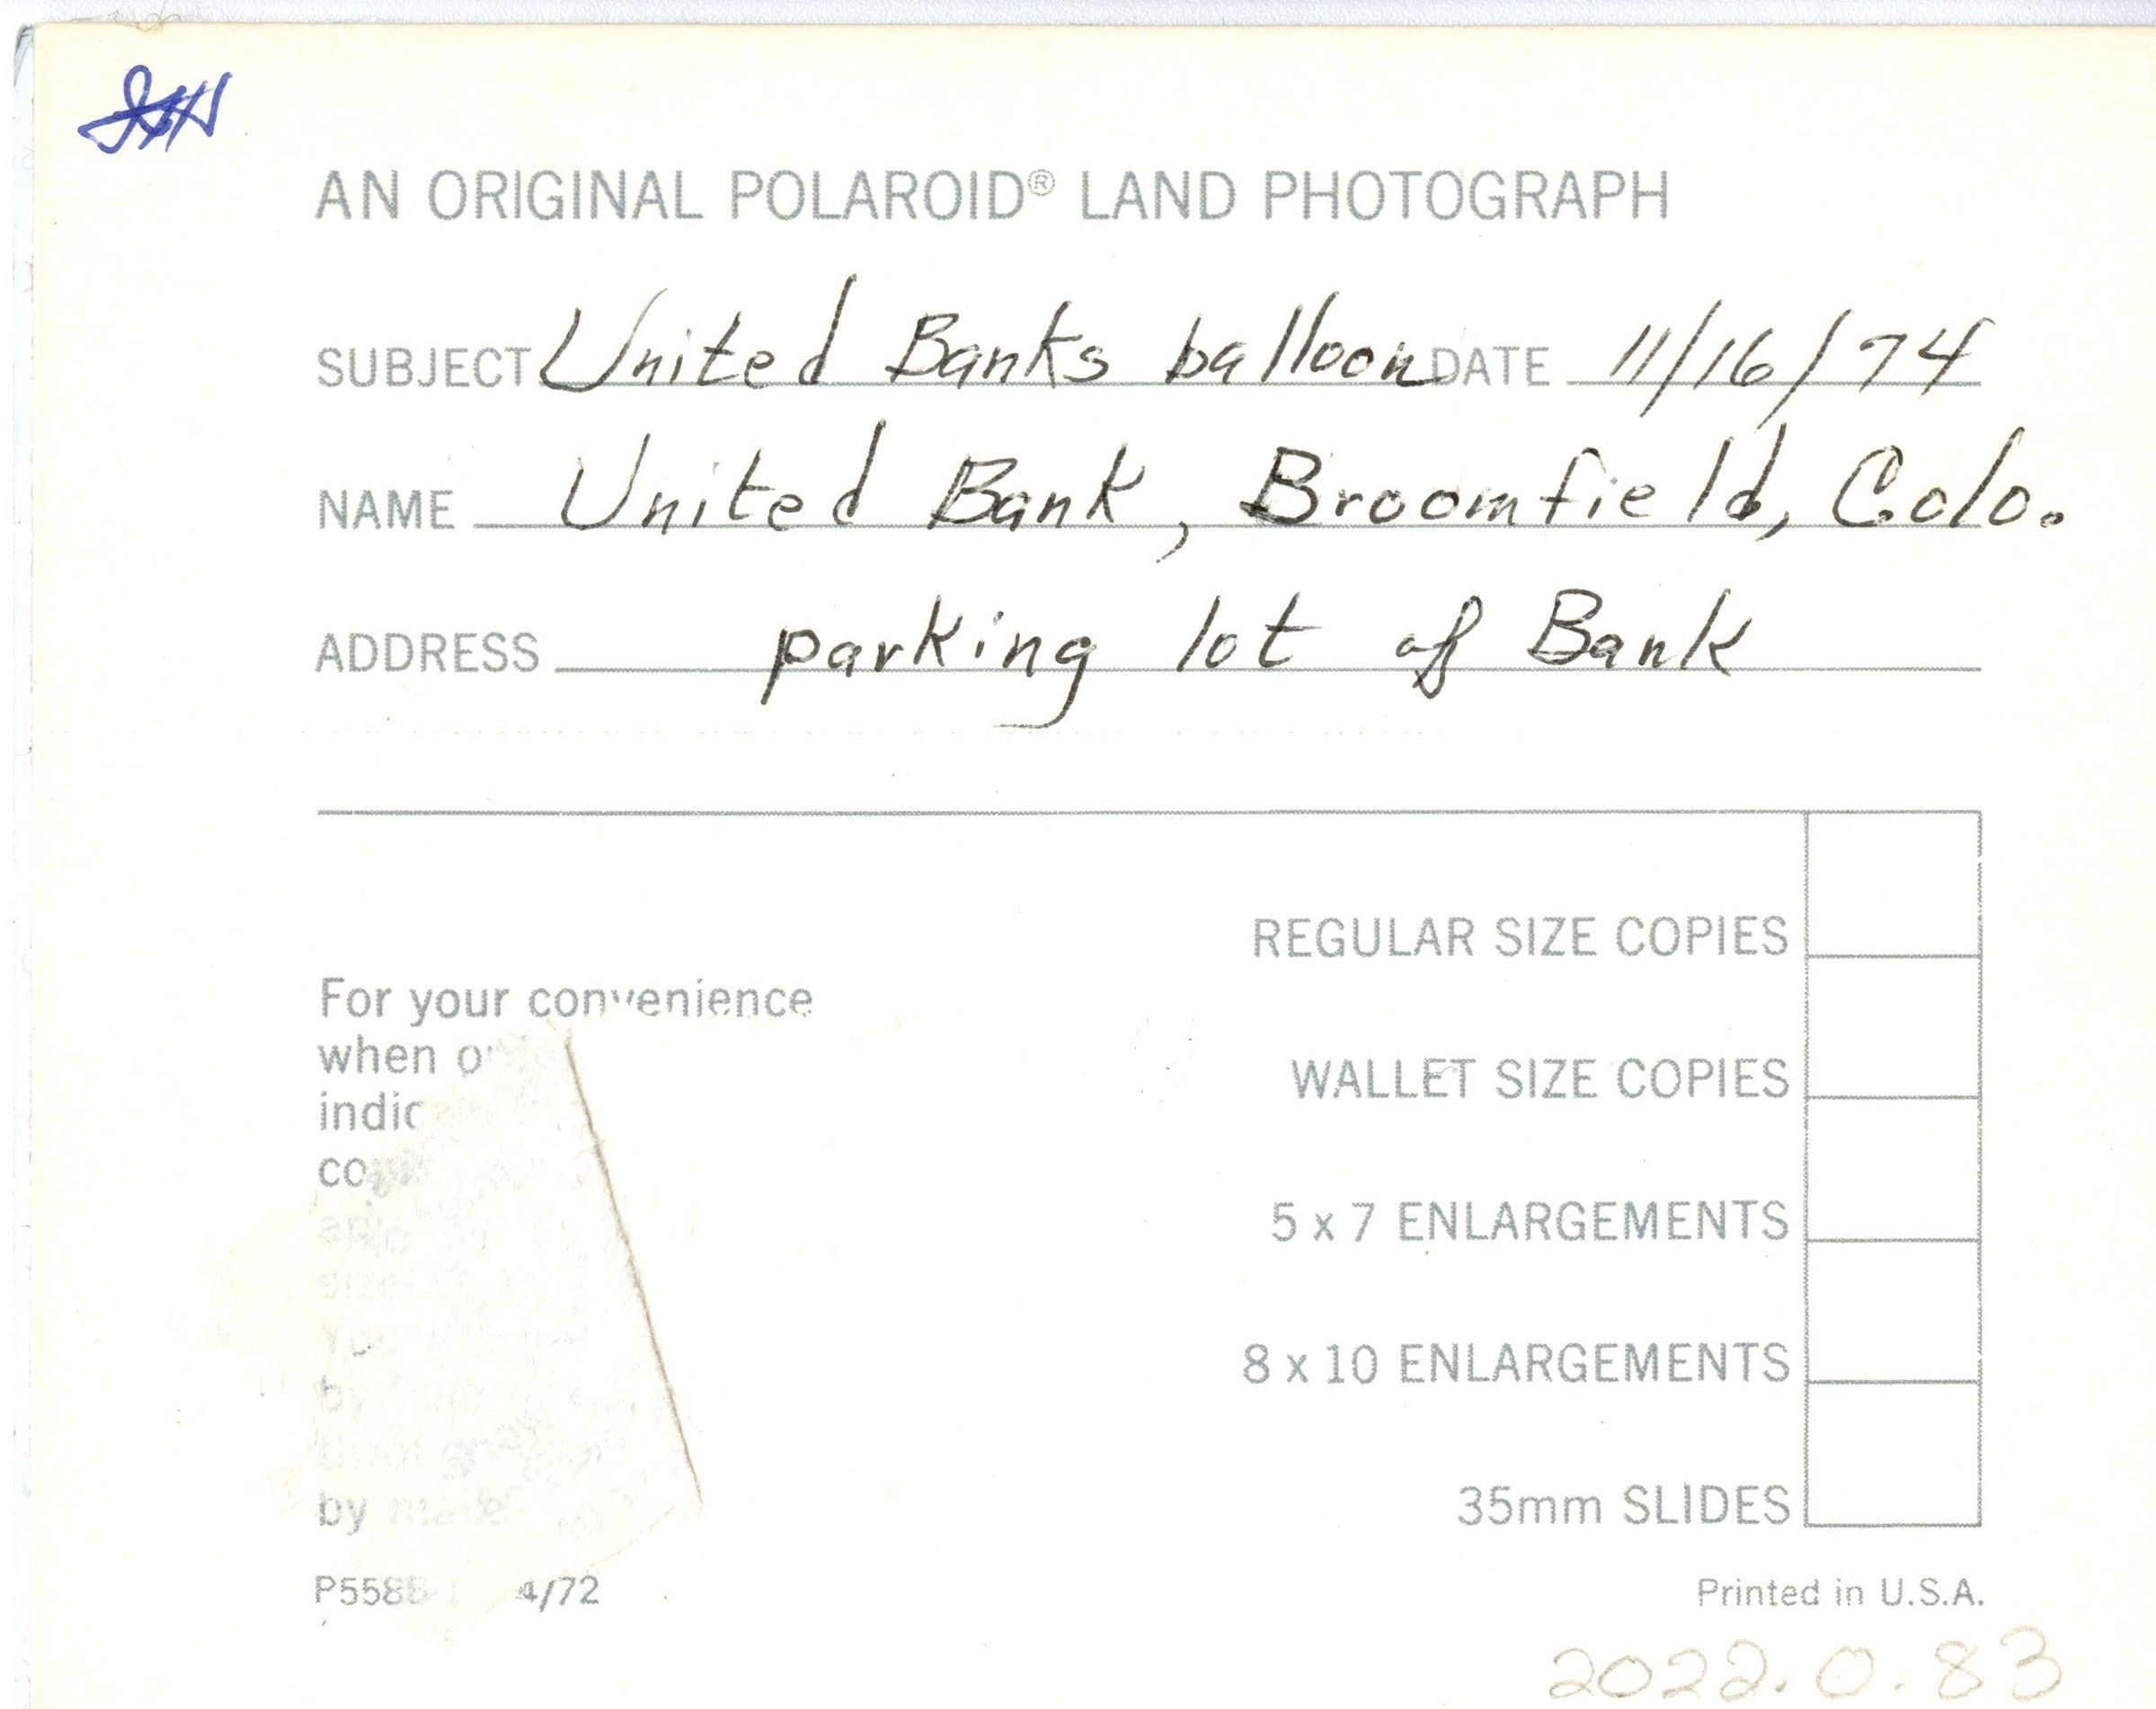 AN ORIGINAL POLAROID® LAND PHOTOGRAPH
SUBJECT United Banks balloon DATE 11/16/74
NAME United Bank, Broomfield, Colo.
ADDRESS parking lot of Bank
REGULAR SIZE COPIES
For your convenience
when
WALLET SIZE COPIES
5 x 7 ENLARGEMENTS
8 x 10 ENLARGEMENTS
by
35mm SLIDES
4/72 Printed in U.S.A.
2022.0.83